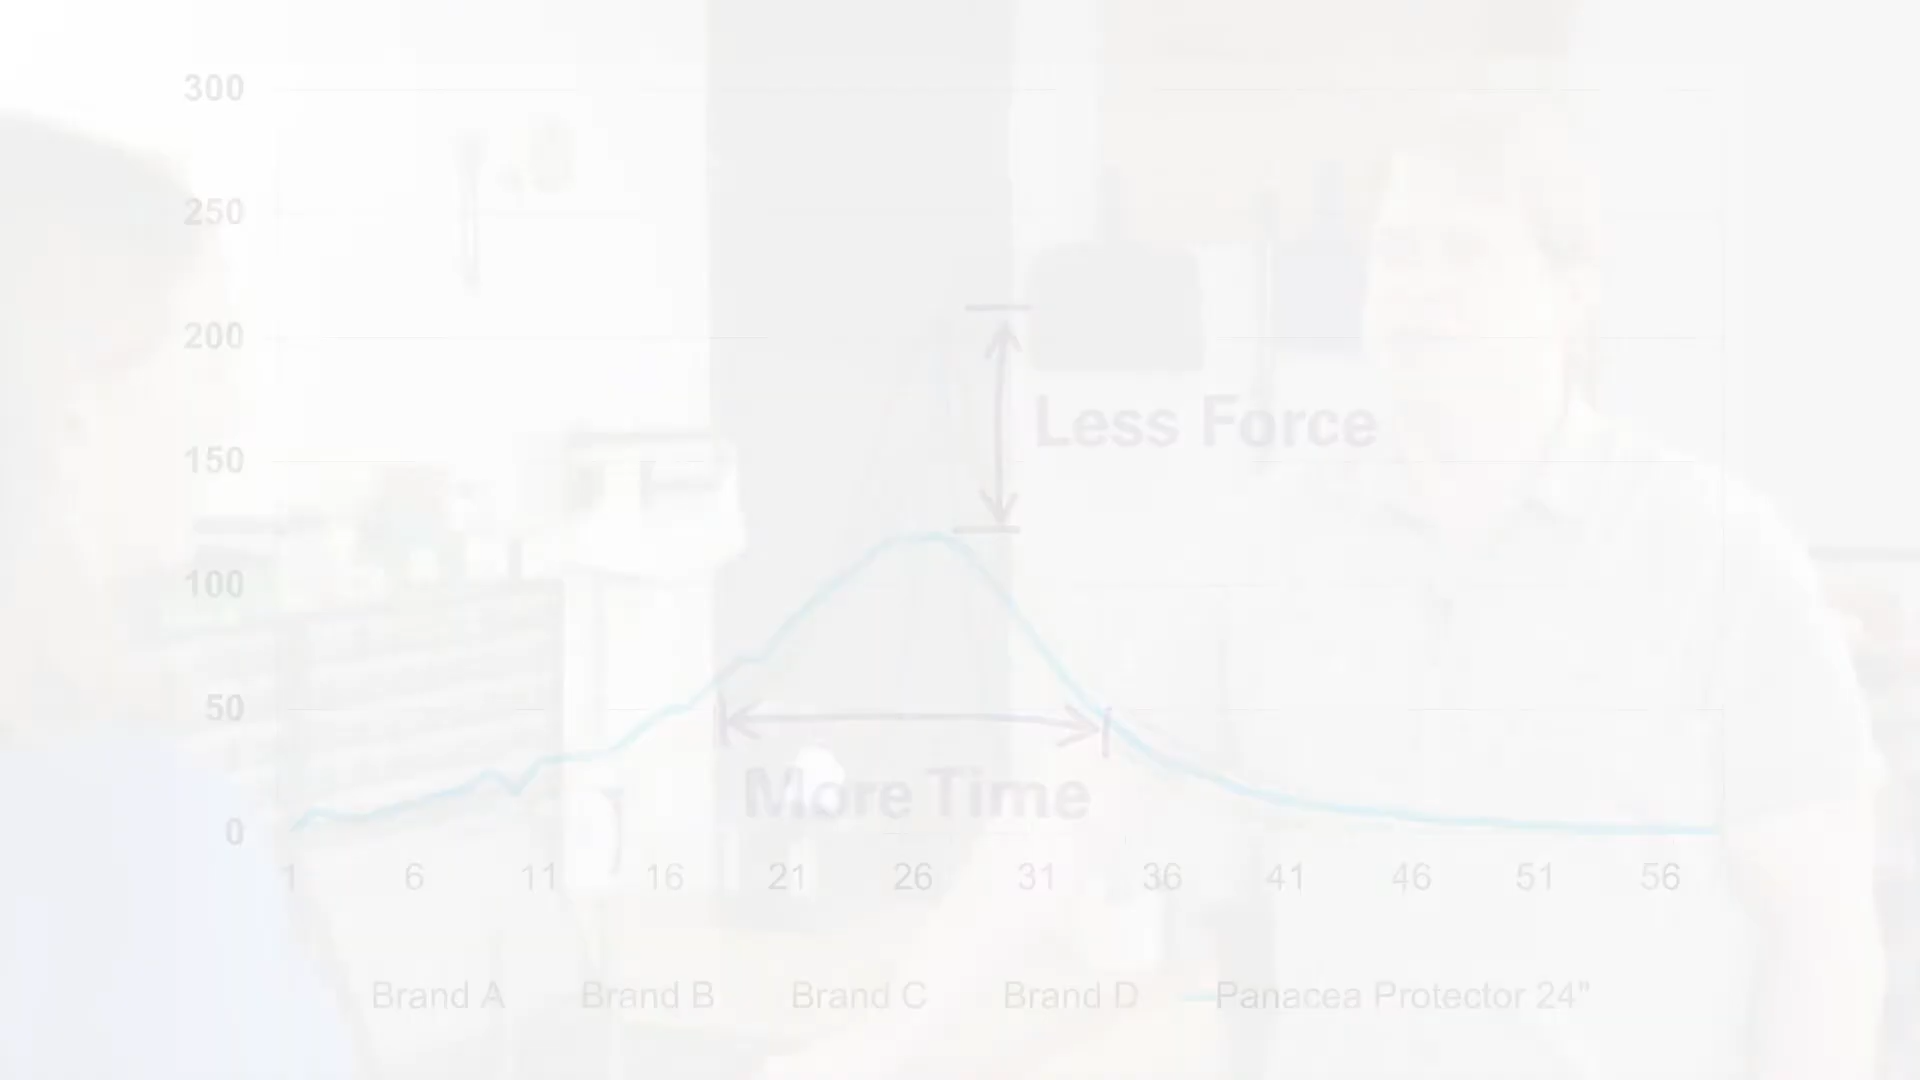 300
250
200
150
100
50
0
Less Force
More Time
1 6 11 16 21 26 31 36 41 46 51 56
Brand A Brand B Brand C Brand D Panacea Protector 24"